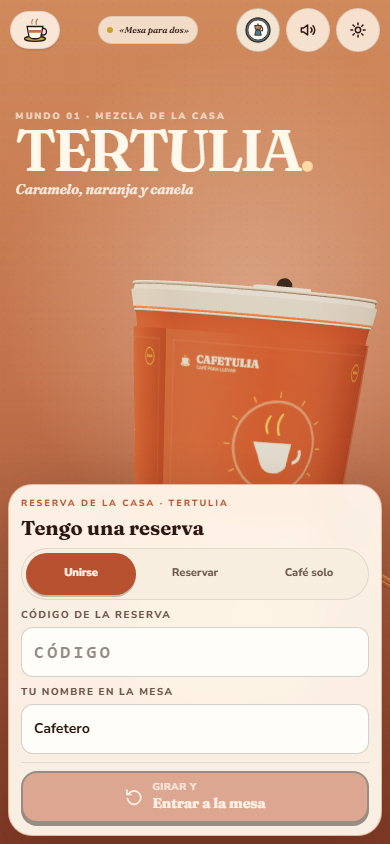 «Mesa para dos»
MUNDO 01 · MEZCLA DE LA CASA
TERTULIA.
Caramelo, naranja y canela
CAFETULIA
CAFÉ PARA LLEVAR
RESERVA DE LA CASA · TERTULIA
Tengo una reserva
Unirse
Reservar
Café solo
CÓDIGO DE LA RESERVA
CÓDIGO
TU NOMBRE EN LA MESA
Cafetero
GIRAR Y
Entrar a la mesa